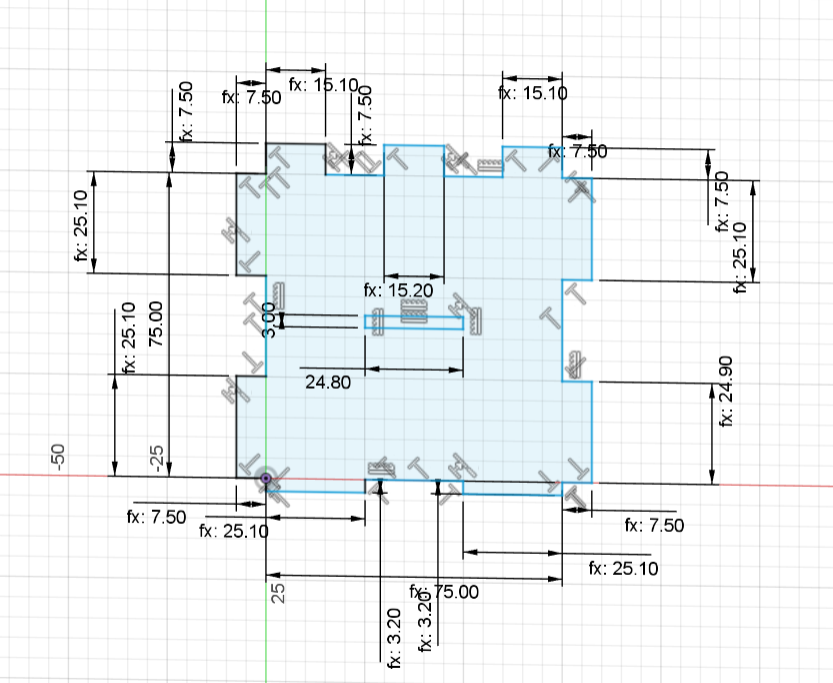 fx: 15.10
fx: 7.50
fx: 7.50
fx: 7.50
fx: 15.10
fx: 7.50
fx: 7.50
fx: 25.10
fx: 25.10
fx: 15.20
3.00
fx: 25.10
75.00
24.80
fx: 24.90
-50
-25
fx: 7.50
fx: 25.10
fx: 7.50
fx: 25.10
25
fx: 75.00
fx: 3.20
fx: 3.20